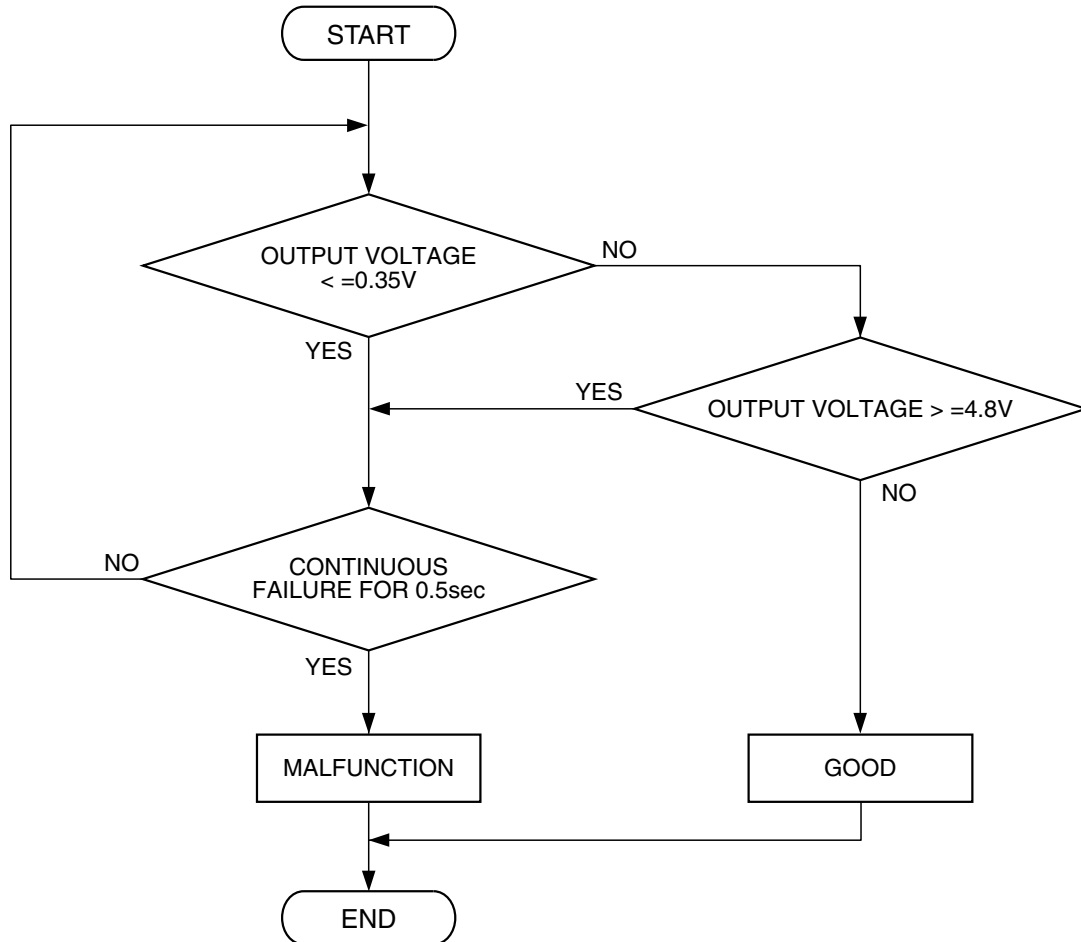 START
OUTPUT VOLTAGE
< =0.35V
NO
YES
YES
OUTPUT VOLTAGE > =4.8V
NO
NO
CONTINUOUS
FAILURE FOR 0.5sec
YES
MALFUNCTION
GOOD
END